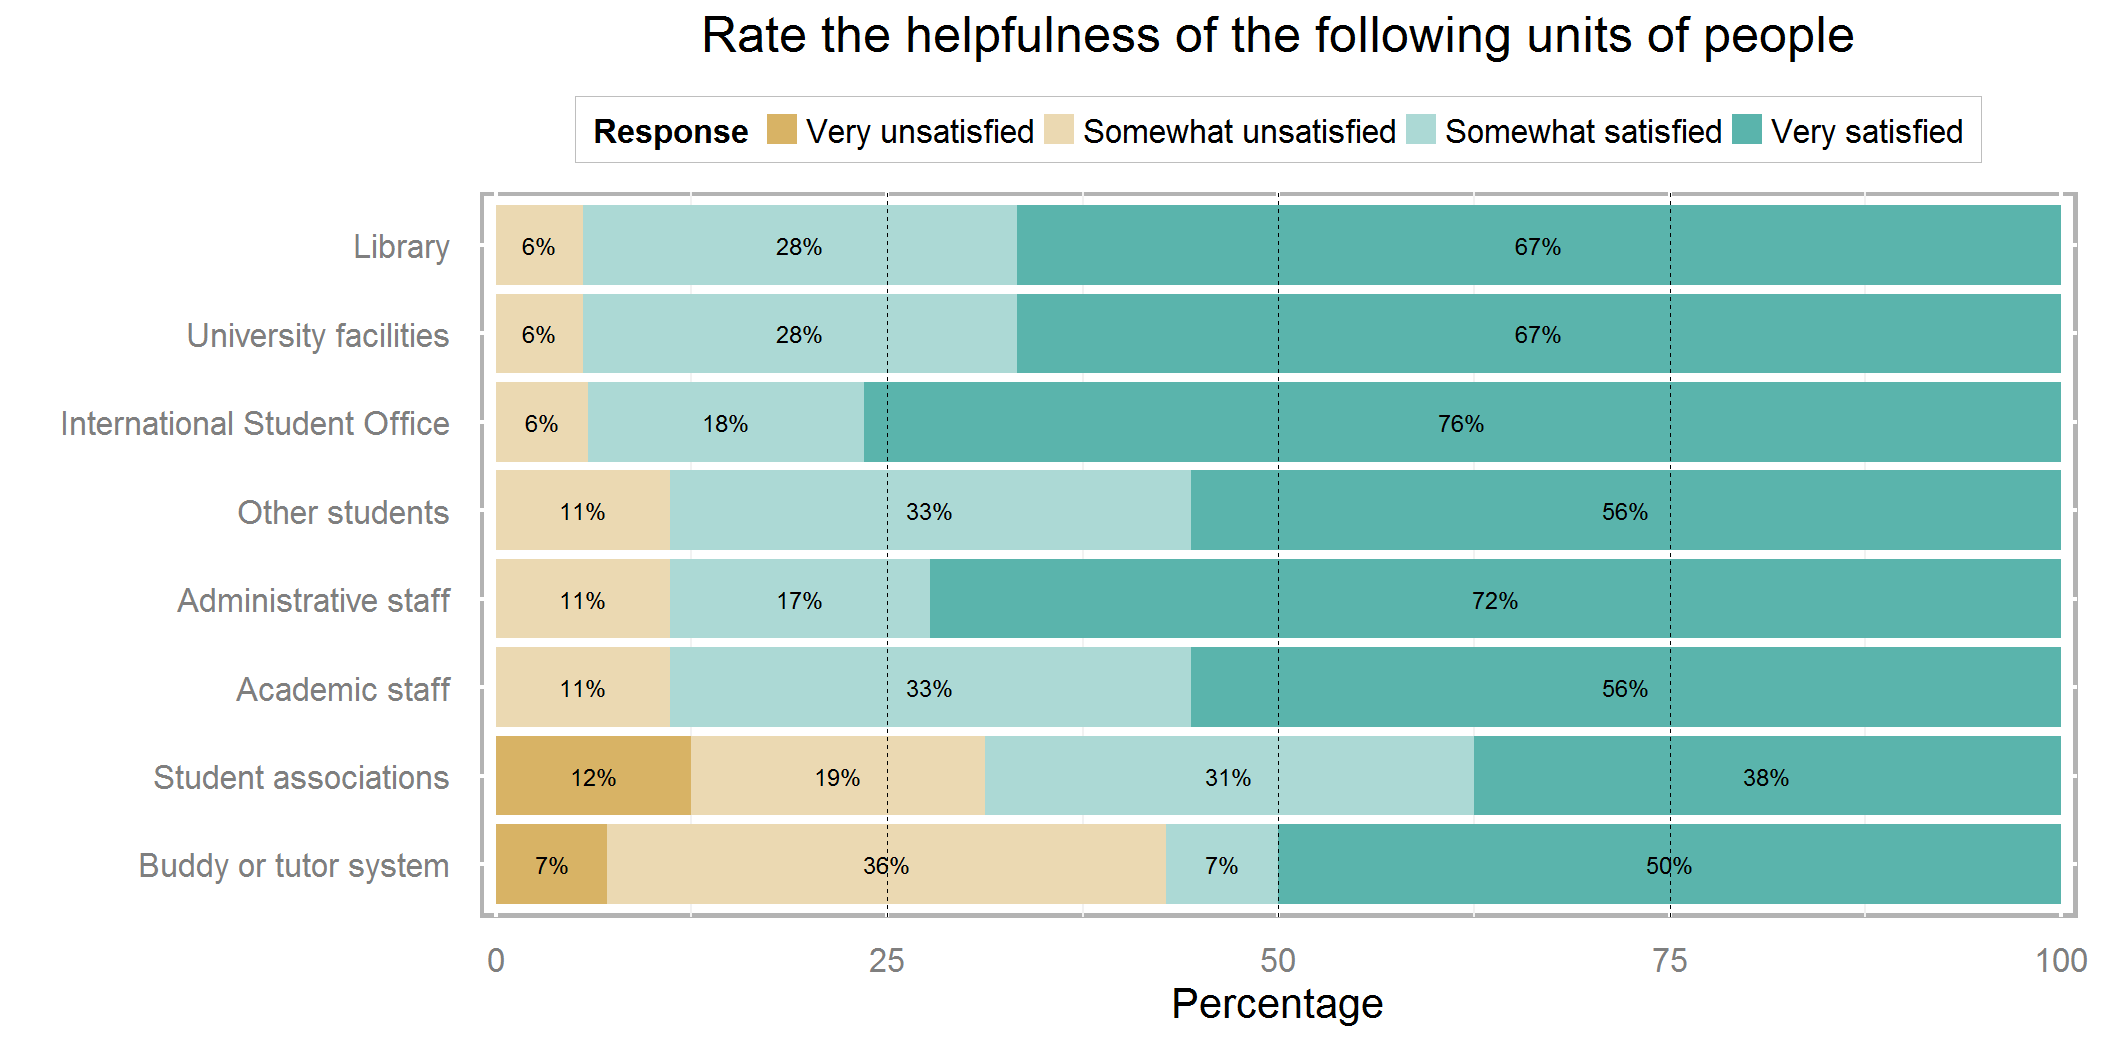 Rate the helpfulness of the following units of people
Response Very unsatisfied Somewhat unsatisfied Somewhat satisfied Very satisfied
Library 6% 28% 67%
University facilities 6% 28% 67%
International Student Office 6% 18% 76%
Other students 11% 33% 56%
Administrative staff 11% 17% 72%
Academic staff 11% 33% 56%
Student associations 12% 19% 31% 38%
Buddy or tutor system 7% 36% 7% 50%
0 25 50 75 100
Percentage